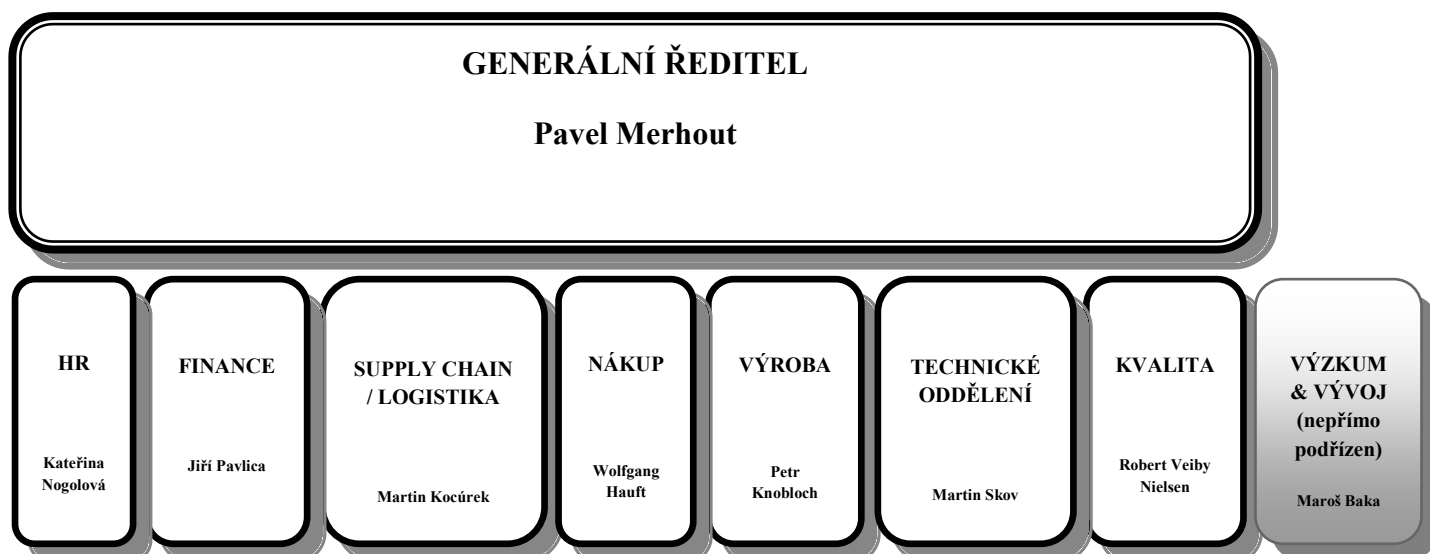 GENERÁLNÍ ŘEDITEL
Pavel Merhout
HR
Kateřina
Nogolová
FINANCE
Jiří Pavlica
SUPPLY CHAIN
/ LOGISTIKA
Martin Kocúrek
NÁKUP
Wolfgang
Hauft
VÝROBA
Petr
Knobloch
TECHNICKÉ
ODDĚLENÍ
Martin Skov
KVALITA
Robert Veiby
Nielsen
VÝZKUM
& VÝVOJ
(nepřímo
podřízen)
Maroš Baka